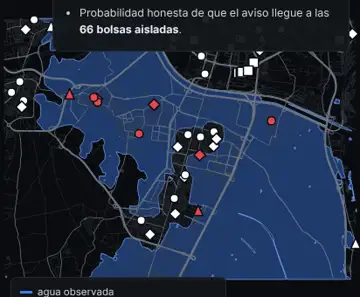 • Probabilidad honesta de que el aviso llegue a las
66 bolsas aisladas.
agua observada